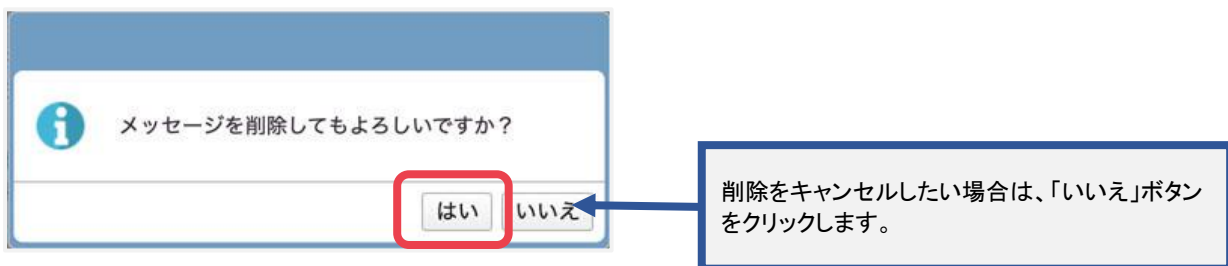 メッセージを削除してもよろしいですか？
はい いいえ
削除をキャンセルしたい場合は、「いいえ」ボタン
をクリックします。